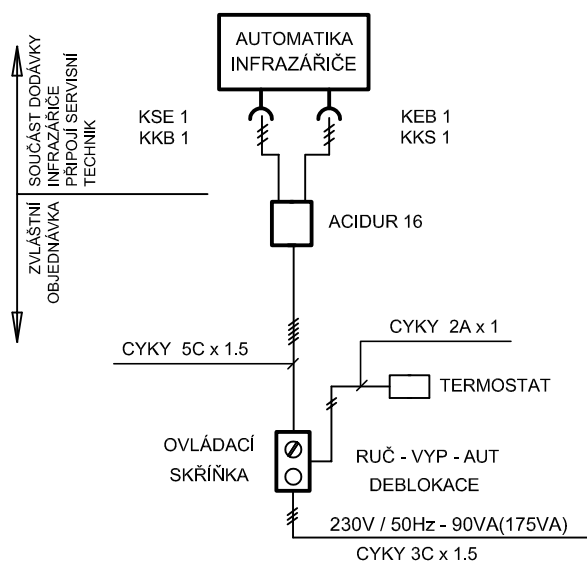 AUTOMATIKA
INFRAZÁŘIČE
KSE 1
KKB 1
KEB 1
KKS 1
SOUČÁST DODÁVKY
INFRAZÁŘIČE
PŘIPOJÍ SERVISNÍ
TECHNIK
ZVLÁŠTNÍ
OBJEDNÁVKA
ACIDUR 16
CYKY 5C x 1.5
CYKY 2A x 1
TERMOSTAT
OVLÁDACÍ
SKŘÍŇKA
RUČ - VYP - AUT
DEBLOKACE
230V / 50Hz - 90VA(175VA)
CYKY 3C x 1.5